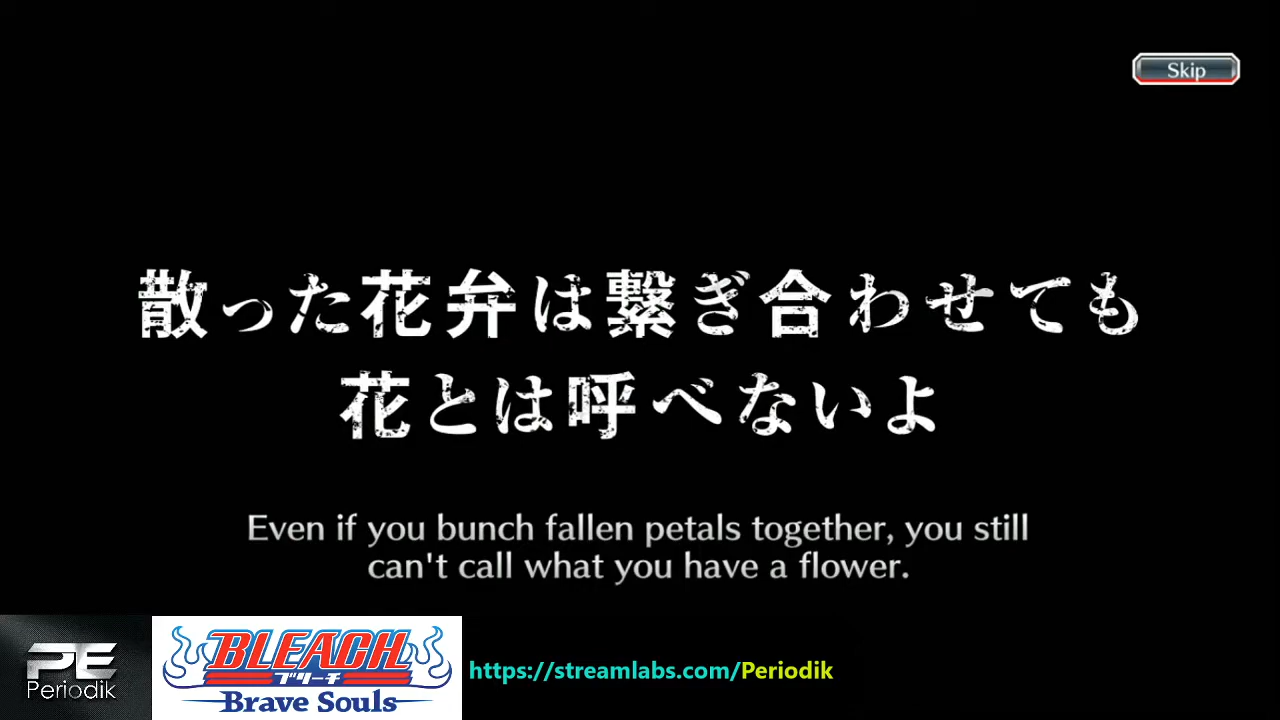 Skip
散った花弁は繋ぎ合わせても
花とは呼べないよ
Even if you bunch fallen petals together, you still
can't call what you have a flower.
PE
Periodik
BLEACH
ブリーチ
Brave Souls
https://streamlabs.com/Periodik